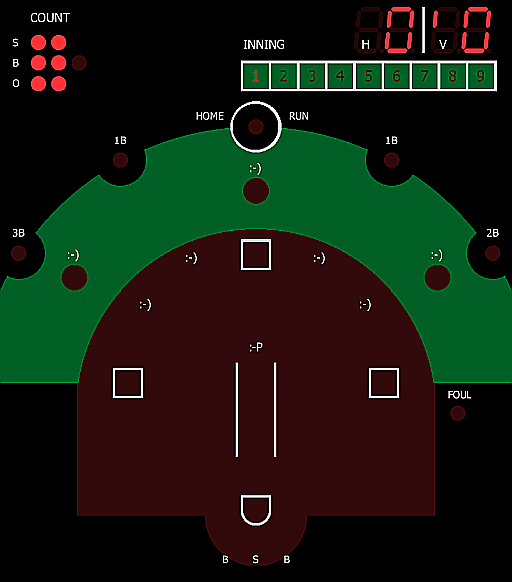 COUNT
S
B
O
H 0 V 0
INNING
1 2 3 4 5 6 7 8 9
HOME RUN
1B 1B
:-)
3B 2B
:-) :-)
:-) :-)
:-) :-)
:-P
FOUL
B S B